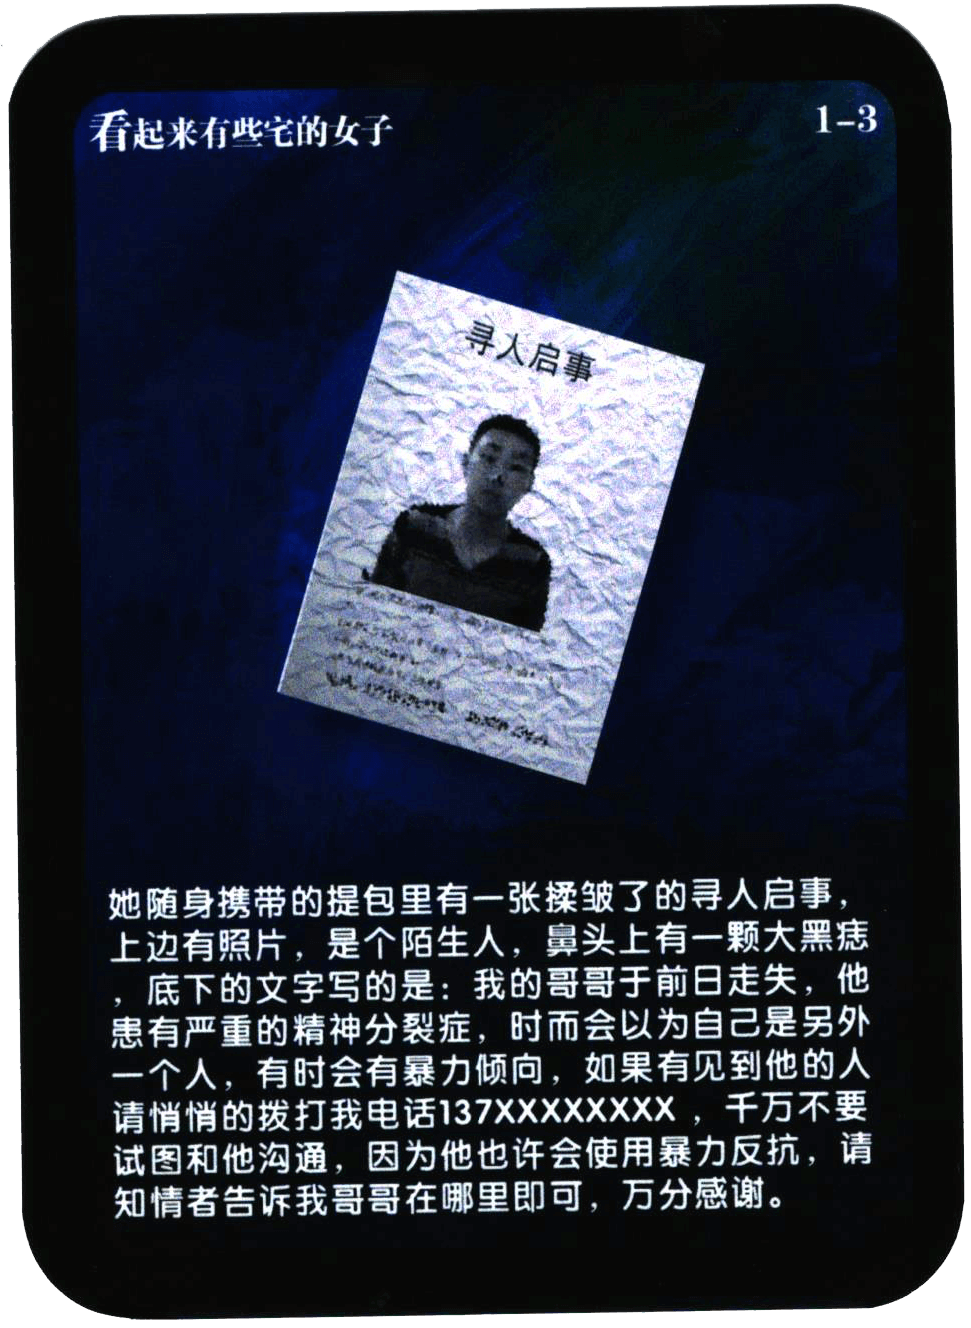 看起来有些宅的女子
1-3
寻人启事
她随身携带的提包里有一张揉皱了的寻人启事，
上边有照片，是个陌生人，鼻头上有一颗大黑痣
，底下的文字写的是：我的哥哥于前日走失，他
患有严重的精神分裂症，时而会以为自己是另外
一个人，有时会有暴力倾向，如果有见到他的人
请悄悄的拨打我电话137XXXXXXXX，千万不要
试图和他沟通，因为他也许会使用暴力反抗，请
知情者告诉我哥哥在哪里即可，万分感谢。